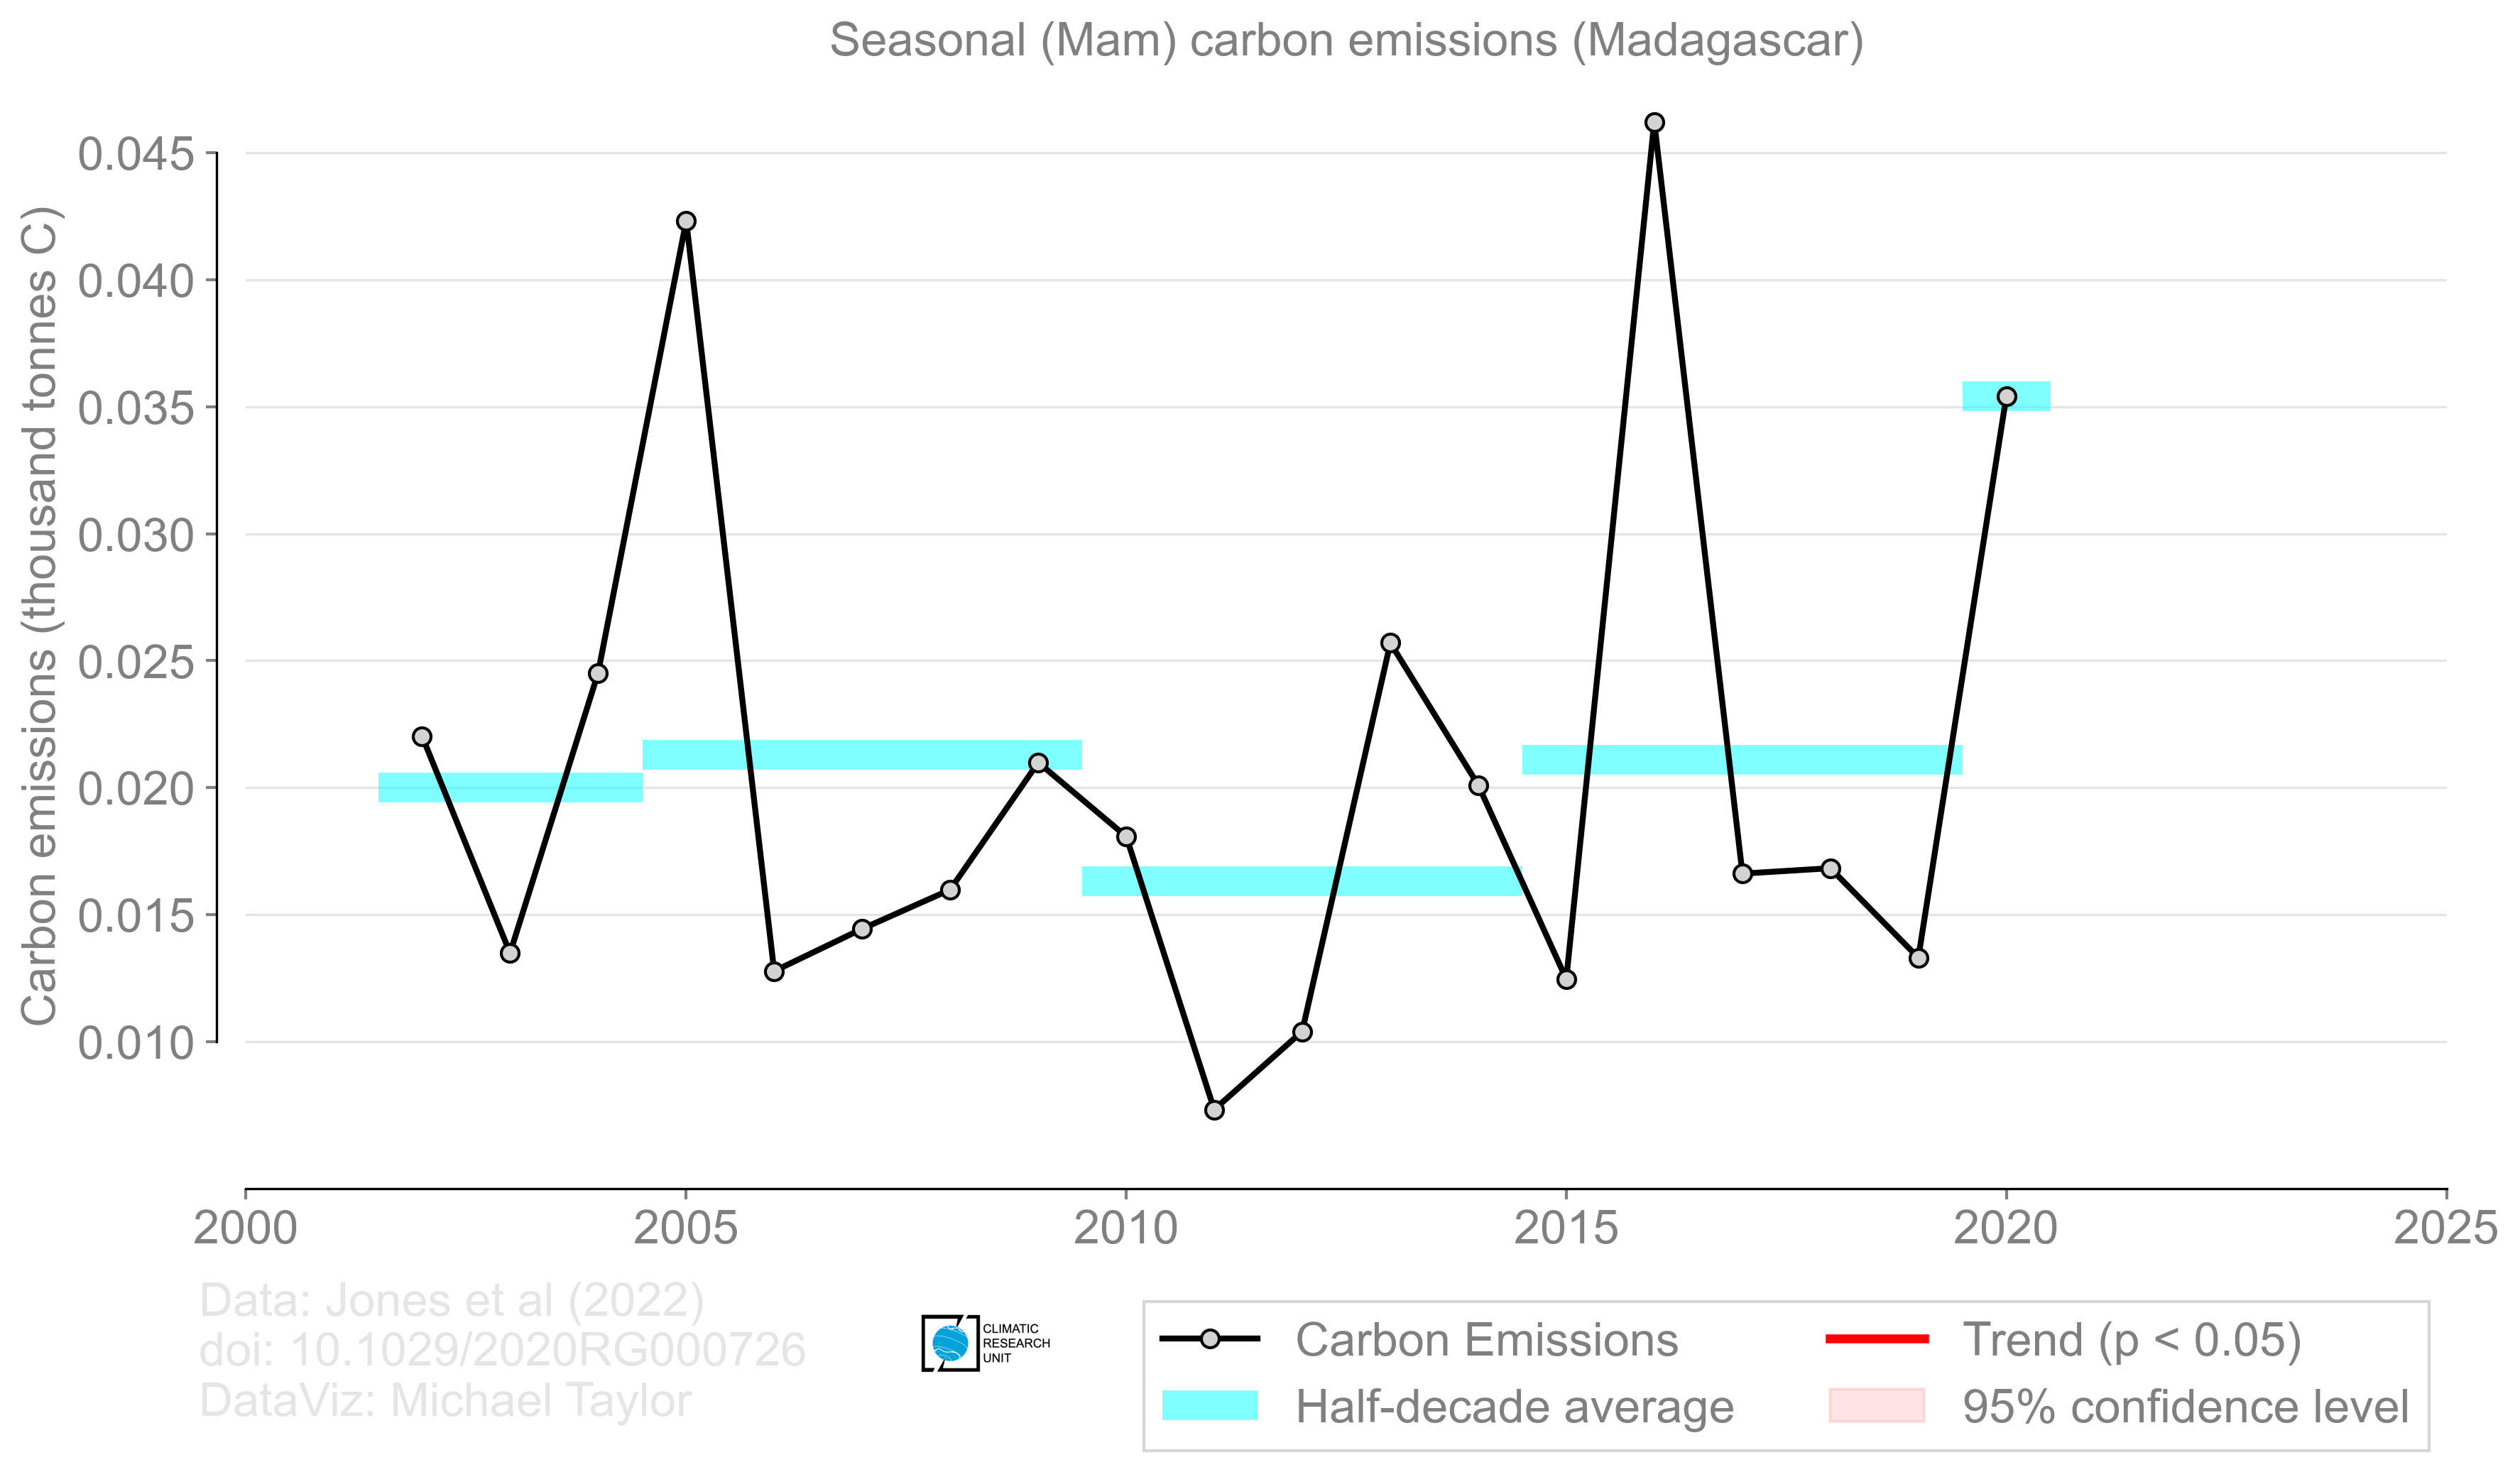 Seasonal (Mam) carbon emissions (Madagascar)
Carbon emissions (thousand tonnes C)
0.045
0.040
0.035
0.030
0.025
0.020
0.015
0.010
2000 2005 2010 2015 2020 2025
Data: Jones et al (2022)
doi: 10.1029/2020RG000726
DataViz: Michael Taylor
CLIMATIC
RESEARCH
UNIT
Carbon Emissions
Half-decade average
Trend (p < 0.05)
95% confidence level